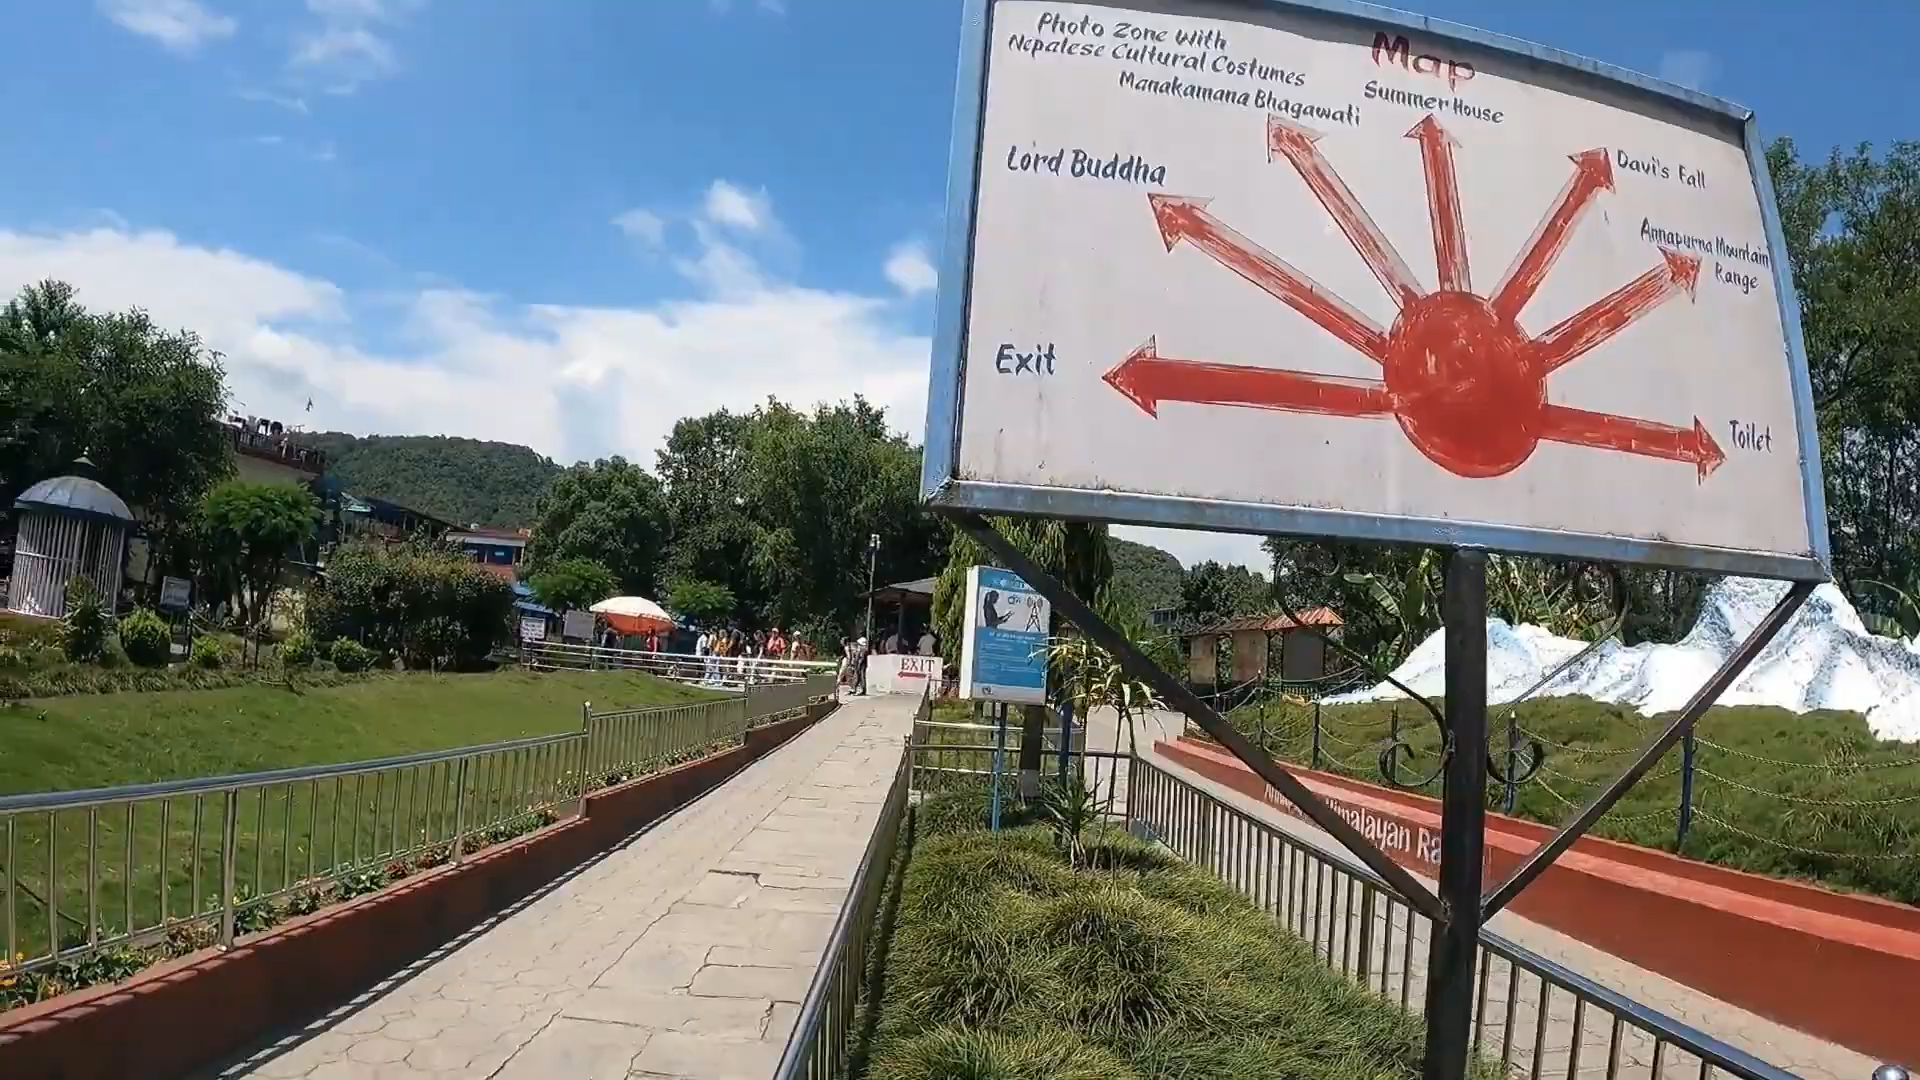 Map
Photo Zone With
Nepalese Cultural Costumes
Manakamana Bhagawati
Summer House
Lord Buddha
Davi's Fall
Annapurna Mountain
Range
Exit
Toilet
EXIT
Himalayan